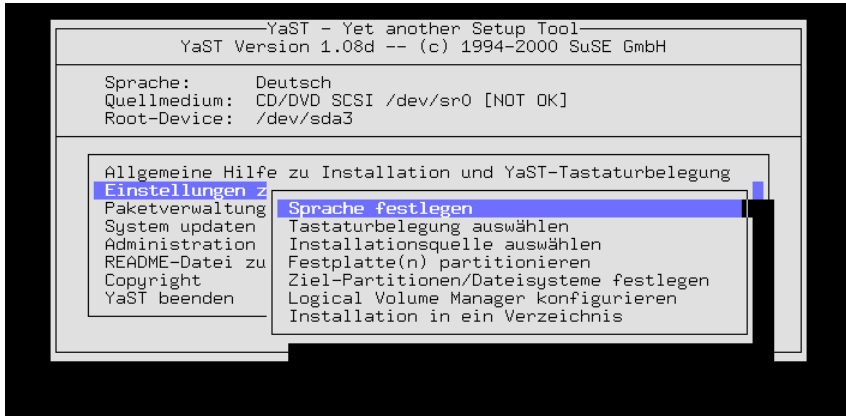 YaST - Yet another Setup Tool
YaST Version 1.08d -- (c) 1994-2000 SuSE GmbH
Sprache: Deutsch
Quellmedium: CD/DVD SCSI /dev/sr0 [NOT OK]
Root-Device: /dev/sda3
Allgemeine Hilfe zu Installation und YaST-Tastaturbelegung
Einstellungen z
Paketverwaltung
System updaten
Administration
README-Datei zu
Copyright
YaST beenden
Sprache festlegen
Tastaturbelegung auswählen
Installationsquelle auswählen
Festplatte(n) partitionieren
Ziel-Partitionen/Dateisysteme festlegen
Logical Volume Manager konfigurieren
Installation in ein Verzeichnis